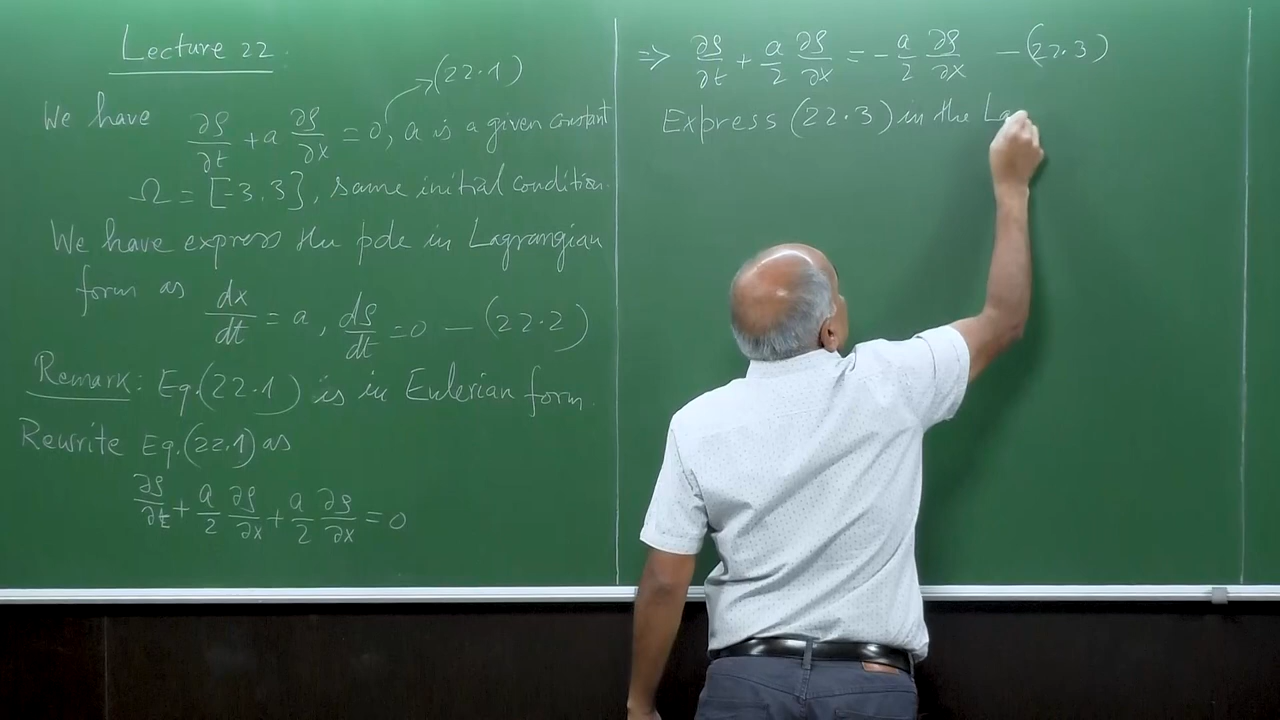 Lecture 22.
We have ∂ρ/∂t + a ∂ρ/∂x = 0, a is a given constant
(22.1)
Ω = [-3, 3], same initial condition.
We have express the pde in Lagrangian
form as dx/dt = a, dρ/dt = 0 — (22.2)
Remark: Eq.(22.1) is in Eulerian form.
Rewrite Eq.(22.1) as
∂ρ/∂t + a/2 ∂ρ/∂x + a/2 ∂ρ/∂x = 0
⇒ ∂ρ/∂t + a/2 ∂ρ/∂x = - a/2 ∂ρ/∂x — (22.3)
Express (22.3) in the La